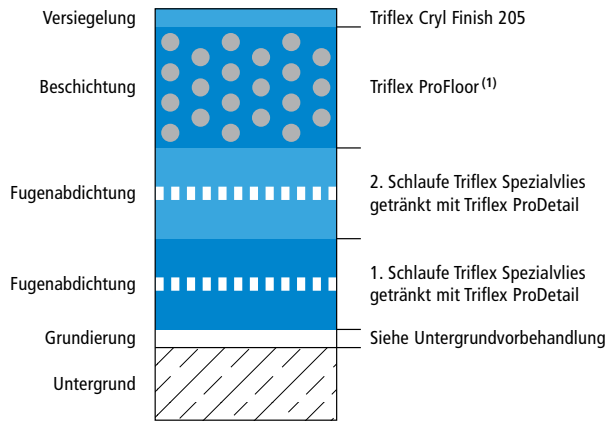 Versiegelung
Triflex Cryl Finish 205
Beschichtung
Triflex ProFloor (1)
Fugenabdichtung
2. Schlaufe Triflex Spezialvlies
getränkt mit Triflex ProDetail
Fugenabdichtung
1. Schlaufe Triflex Spezialvlies
getränkt mit Triflex ProDetail
Grundierung
Siehe Untergrundvorbehandlung
Untergrund